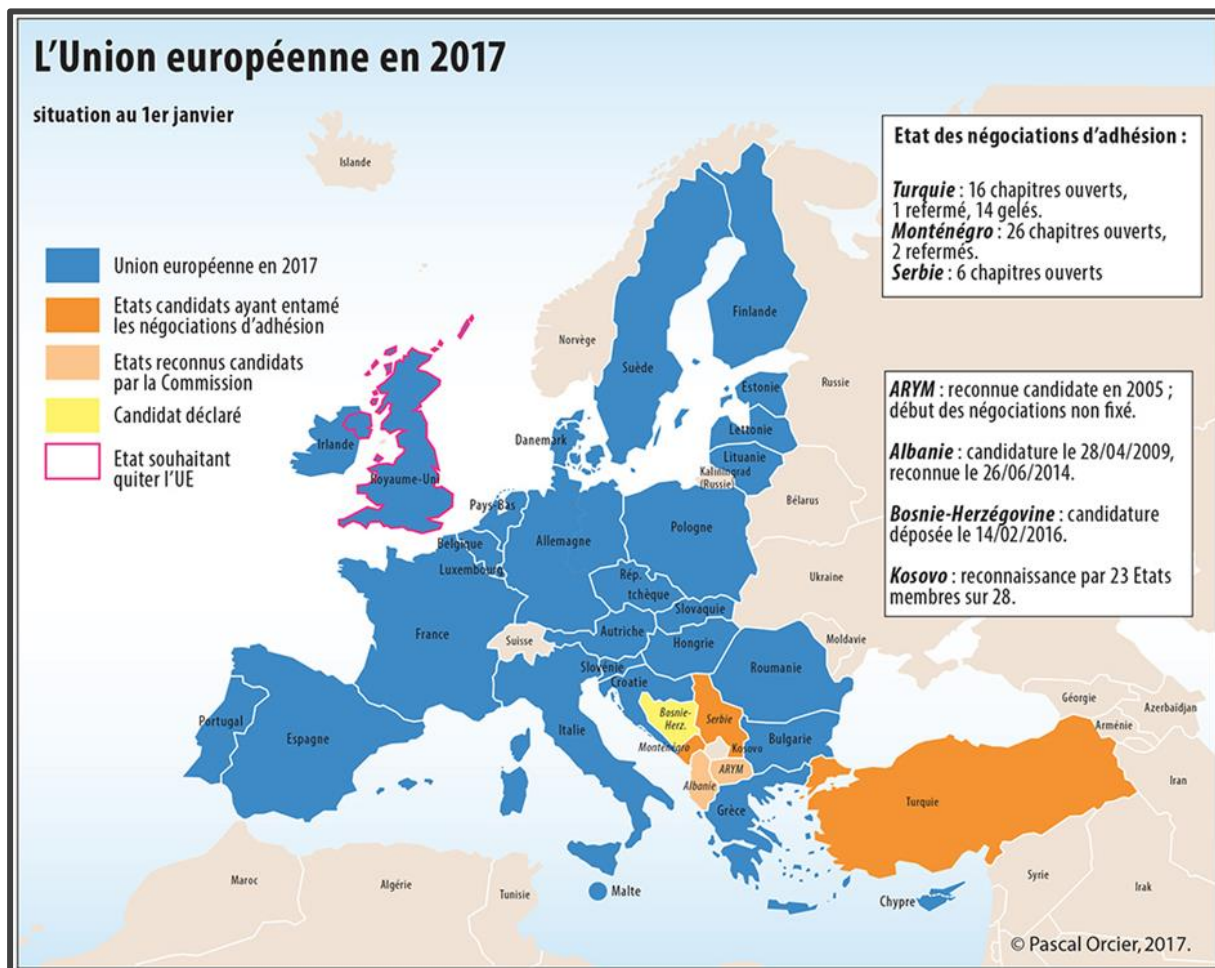 L'Union européenne en 2017
situation au 1er janvier
Union européenne en 2017
Etats candidats ayant entamé
les négociations d'adhésion
Etats reconnus candidats
par la Commission
Candidat déclaré
Etat souhaitant
quiter l'UE
Etat des négociations d'adhésion :
Turquie : 16 chapitres ouverts,
1 refermé, 14 gelés.
Monténégro : 26 chapitres ouverts,
2 refermés.
Serbie : 6 chapitres ouverts
ARYM : reconnue candidate en 2005 ;
début des négociations non fixé.
Albanie : candidature le 28/04/2009,
reconnue le 26/06/2014.
Bosnie-Herzégovine : candidature
déposée le 14/02/2016.
Kosovo : reconnaissance par 23 Etats
membres sur 28.
Islande
Norvège
Suède
Finlande
Russie
Estonie
Lettonie
Lituanie
Kaliningrad
(Russie)
Danemark
Irlande
Royaume-Uni
Pays-Bas
Belgique
Luxembourg
Allemagne
Pologne
Bélarus
Ukraine
Rép.
tchèque
Slovaquie
France
Suisse
Autriche
Hongrie
Moldavie
Slovénie
Croatie
Roumanie
Portugal
Espagne
Italie
Bosnie-
Herz.
Serbie
Monténégro
Kosovo
Bulgarie
ARYM
Albanie
Grèce
Turquie
Géorgie
Azerbaïdjan
Arménie
Iran
Syrie
Irak
Chypre
Malte
Maroc
Algérie
Tunisie
© Pascal Orcier, 2017.